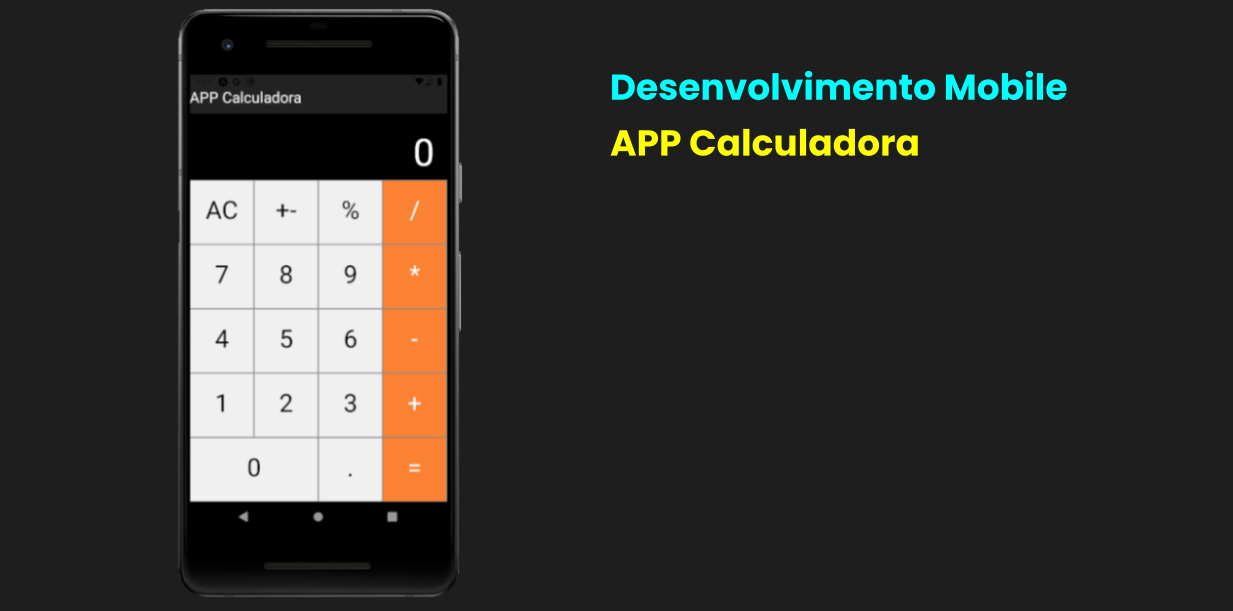 APP Calculadora
0
AC +- % /
7 8 9 *
4 5 6 -
1 2 3 +
0 . =
Desenvolvimento Mobile
APP Calculadora